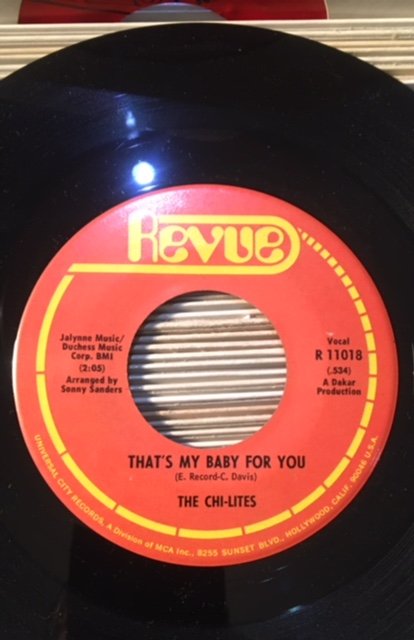 Revue
Jalynne Music/
Duchess Music
Corp. BMI
(2:05)
Arranged by
Sonny Sanders
Vocal
R 11018
(.534)
A Dakar
Production
THAT'S MY BABY FOR YOU
(E. Record-C. Davis)
THE CHI-LITES
UNIVERSAL CITY RECORDS, A Division of MCA Inc., 8255 SUNSET BLVD., HOLLYWOOD, CALIF. 90046 U.S.A.